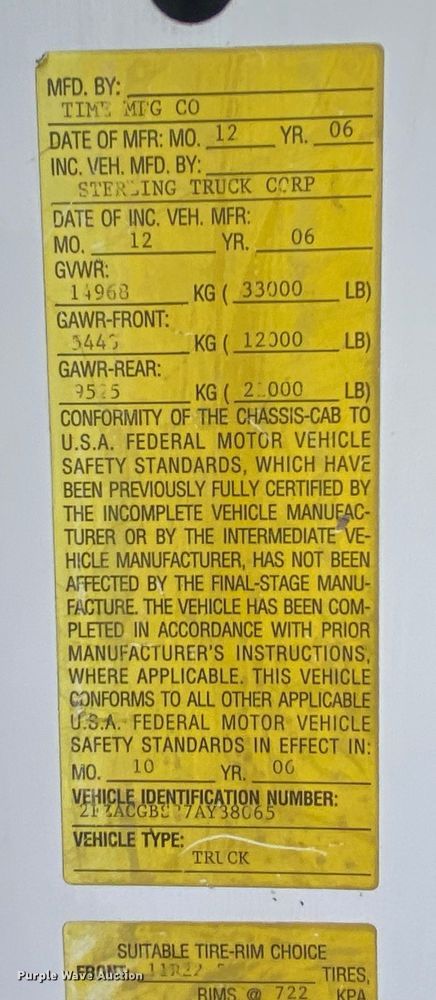 MFD. BY:
TIME MFG CO
DATE OF MFR: MO. 12 YR. 06
INC. VEH. MFD. BY:
STERLING TRUCK CORP
DATE OF INC. VEH. MFR:
MO. 12 YR. 06
GVWR:
14968 KG ( 33000 LB)
GAWR-FRONT:
5443 KG ( 12000 LB)
GAWR-REAR:
9525 KG ( 21000 LB)
CONFORMITY OF THE CHASSIS-CAB TO
U.S.A. FEDERAL MOTOR VEHICLE
SAFETY STANDARDS, WHICH HAVE
BEEN PREVIOUSLY FULLY CERTIFIED BY
THE INCOMPLETE VEHICLE MANUFAC-
TURER OR BY THE INTERMEDIATE VE-
HICLE MANUFACTURER, HAS NOT BEEN
AFFECTED BY THE FINAL-STAGE MANU-
FACTURE. THE VEHICLE HAS BEEN COM-
PLETED IN ACCORDANCE WITH PRIOR
MANUFACTURER'S INSTRUCTIONS,
WHERE APPLICABLE. THIS VEHICLE
CONFORMS TO ALL OTHER APPLICABLE
U.S.A. FEDERAL MOTOR VEHICLE
SAFETY STANDARDS IN EFFECT IN:
MO. 10 YR. 06
VEHICLE IDENTIFICATION NUMBER:
VEHICLE TYPE:
TRUCK
SUITABLE TIRE-RIM CHOICE
FRONT: TIRES,
RIMS @ 722 KPA
Purple Wave Auction